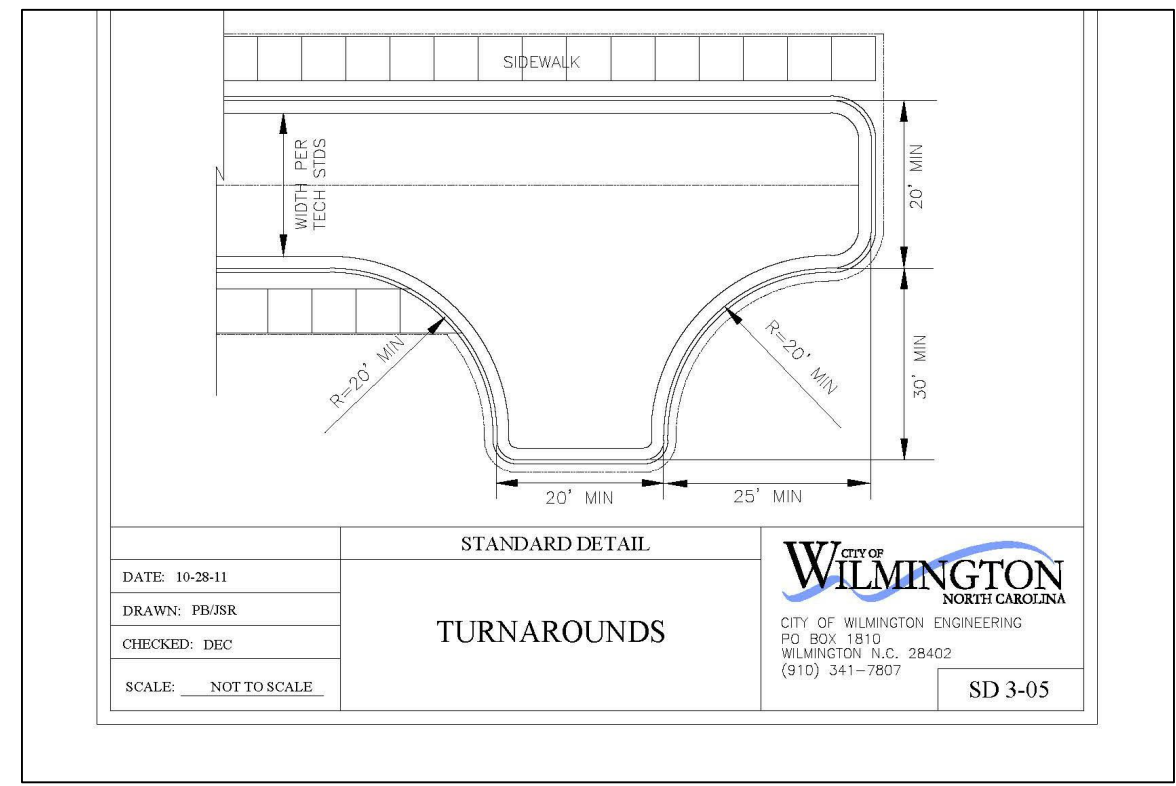 SIDEWALK
WIDTH PER
TECH STDS
20' MIN
R=20' MIN
R=20' MIN
30' MIN
20' MIN
25' MIN
STANDARD DETAIL
DATE: 10-28-11
DRAWN: PB/JSR
CHECKED: DEC
SCALE: NOT TO SCALE
TURNAROUNDS
CITY OF
WILMINGTON
NORTH CAROLINA
CITY OF WILMINGTON ENGINEERING
PO BOX 1810
WILMINGTON N.C. 28402
(910) 341-7807
SD 3-05